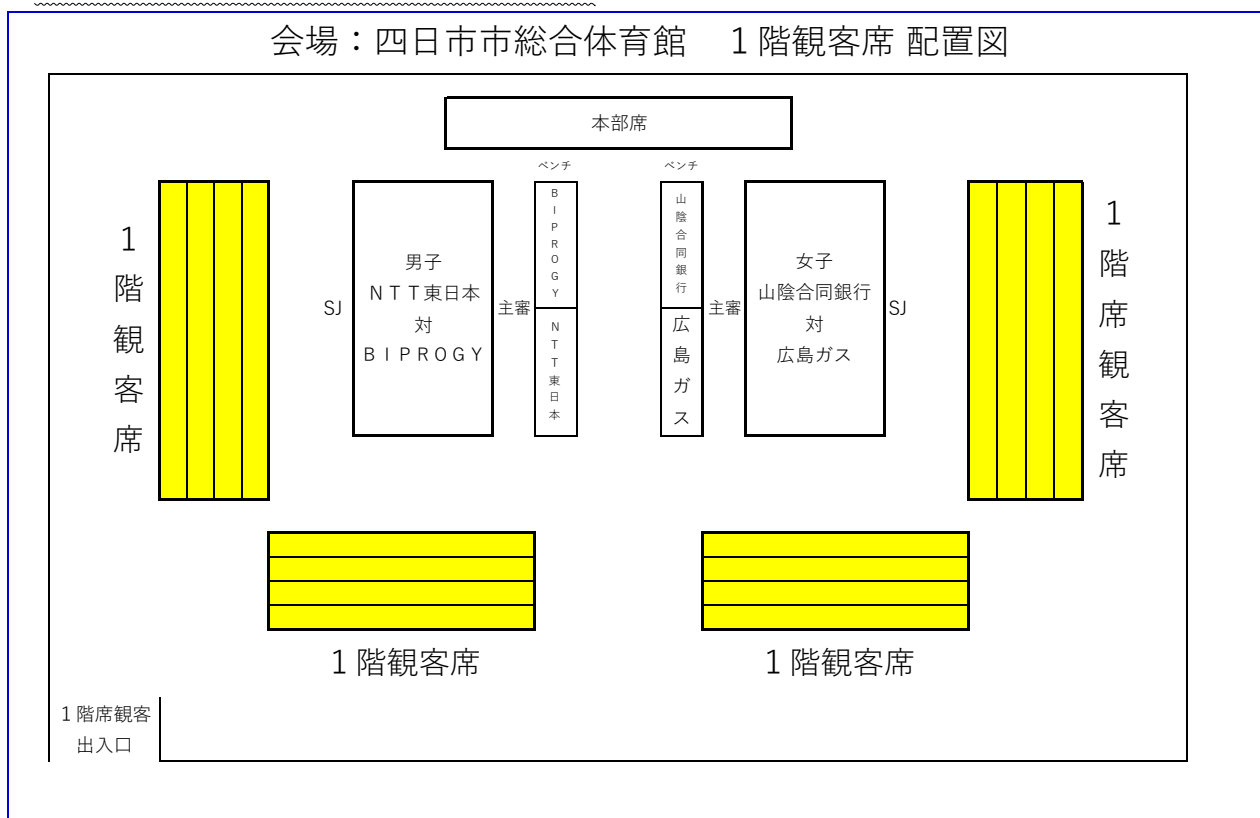 会場：四日市市総合体育館　１階観客席 配置図
本部席
ベンチ
ベンチ
１階観客席
SJ
男子
ＮＴＴ東日本
対
ＢＩＰＲＯＧＹ
主審
ＢＩＰＲＯＧＹ
ＮＴＴ東日本
山陰合同銀行
広島ガス
主審
女子
山陰合同銀行
対
広島ガス
SJ
１階席観客席
１階観客席
１階観客席
１階席観客
出入口